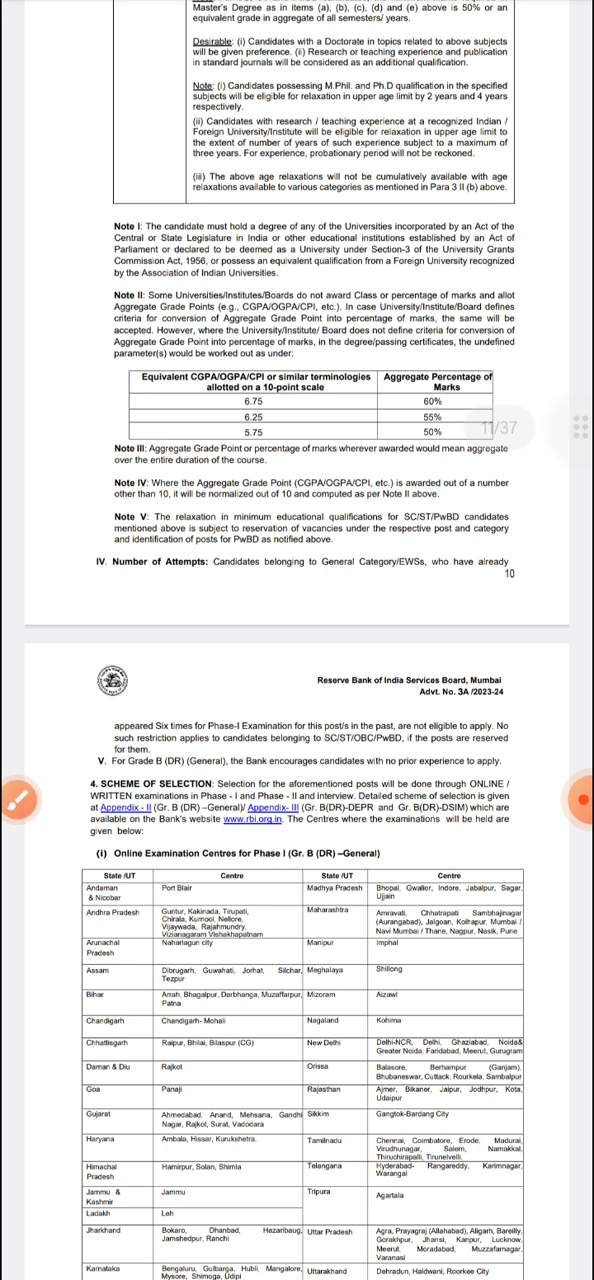 Master's Degree as in items (a), (b), (c), (d) and (e) above is 50% or an
equivalent grade in aggregate of all semesters/ years.
Desirable: (i) Candidates with a Doctorate in topics related to above subjects
will be given preference. (ii) Research or teaching experience and publication
in standard journals will be considered as an additional qualification.
Note: (i) Candidates possessing M.Phil. and Ph.D qualification in the specified
subjects will be eligible for relaxation in upper age limit by 2 years and 4 years
respectively.
(ii) Candidates with research / teaching experience at a recognized Indian /
Foreign University/Institute will be eligible for relaxation in upper age limit to
the extent of number of years of such experience subject to a maximum of
three years. For experience, probationary period will not be reckoned.
(iii) The above age relaxations will not be cumulatively available with age
relaxations available to various categories as mentioned in Para 3 II (b) above.
Note I: The candidate must hold a degree of any of the Universities incorporated by an Act of the
Central or State Legislature in India or other educational institutions established by an Act of
Parliament or declared to be deemed as a University under Section-3 of the University Grants
Commission Act, 1956, or possess an equivalent qualification from a Foreign University recognized
by the Association of Indian Universities.
Note II: Some Universities/Institutes/Boards do not award Class or percentage of marks and allot
Aggregate Grade Points (e.g., CGPA/OGPA/CPI, etc.). In case University/Institute/Board defines
criteria for conversion of Aggregate Grade Point into percentage of marks, the same will be
accepted. However, where the University/Institute/ Board does not define criteria for conversion of
Aggregate Grade Point into percentage of marks, in the degree/passing certificates, the undefined
parameter(s) would be worked out as under:
Equivalent CGPA/OGPA/CPI or similar terminologies Aggregate Percentage of
allotted on a 10-point scale Marks
6.75 60%
6.25 55%
5.75 50%
11/37
Note III: Aggregate Grade Point or percentage of marks wherever awarded would mean aggregate
over the entire duration of the course.
Note IV: Where the Aggregate Grade Point (CGPA/OGPA/CPI, etc.) is awarded out of a number
other than 10, it will be normalized out of 10 and computed as per Note II above.
Note V: The relaxation in minimum educational qualifications for SC/ST/PwBD candidates
mentioned above is subject to reservation of vacancies under the respective post and category
and identification of posts for PwBD as notified above.
IV. Number of Attempts: Candidates belonging to General Category/EWSs, who have already
10
Reserve Bank of India Services Board, Mumbai
Advt. No. 3A /2023-24
appeared Six times for Phase-I Examination for this post/s in the past, are not eligible to apply. No
such restriction applies to candidates belonging to SC/ST/OBC/PwBD, if the posts are reserved
for them.
V. For Grade B (DR) (General), the Bank encourages candidates with no prior experience to apply.
4. SCHEME OF SELECTION: Selection for the aforementioned posts will be done through ONLINE /
WRITTEN examinations in Phase - I and Phase - II and interview. Detailed scheme of selection is given
at Appendix - II (Gr. B (DR) –General)/ Appendix- III (Gr. B(DR)-DEPR and Gr. B(DR)-DSIM) which are
available on the Bank's website www.rbi.org.in. The Centres where the examinations will be held are
given below:
(i) Online Examination Centres for Phase I (Gr. B (DR) –General)
State /UT Centre State /UT Centre
Andaman Port Blair Madhya Pradesh Bhopal, Gwalior, Indore, Jabalpur, Sagar,
& Nicobar Ujjain
Andhra Pradesh Guntur, Kakinada, Tirupati, Maharashtra Amravati, Chhatrapati Sambhajinagar
Chirala, Kurnool, Nellore, (Aurangabad), Jalgoan, Kolhapur, Mumbai /
Vijaywada, Rajahmundry, Navi Mumbai / Thane, Nagpur, Nasik, Pune
Vizianagaram Vishakhapatnam
Arunachal Naharlagun city Manipur Imphal
Pradesh
Assam Dibrugarh, Guwahati, Jorhat, Silchar, Meghalaya Shillong
Tezpur
Bihar Arrah, Bhagalpur, Darbhanga, Muzaffarpur, Mizoram Aizawl
Patna
Chandigarh Chandigarh- Mohali Nagaland Kohima
Chhattisgarh Raipur, Bhilai, Bilaspur (CG) New Delhi Delhi-NCR, Delhi, Ghaziabad, Noida&
Greater Noida, Faridabad, Meerut, Gurugram
Daman & Diu Rajkot Orissa Balasore, Berhampur (Ganjam),
Bhubaneswar, Cuttack, Rourkela, Sambalpur
Goa Panaji Rajasthan Ajmer, Bikaner, Jaipur, Jodhpur, Kota,
Udaipur
Gujarat Ahmedabad, Anand, Mehsana, Gandhi Sikkim Gangtok-Bardang City
Nagar, Rajkot, Surat, Vadodara
Haryana Ambala, Hissar, Kurukshetra. Tamilnadu Chennai, Coimbatore, Erode, Madurai,
Virudhunagar, Salem, Namakkal,
Thiruchirapalli, Tirunelvelli,
Himachal Hamirpur, Solan, Shimla Telangana Hyderabad- Rangareddy, Karimnagar,
Pradesh Warangal
Jammu & Jammu Tripura Agartala
Kashmir
Ladakh Leh
Jharkhand Bokaro, Dhanbad, Hazaribaug, Uttar Pradesh Agra, Prayagraj (Allahabad), Aligarh, Bareilly,
Jamshedpur, Ranchi Gorakhpur, Jhansi, Kanpur, Lucknow,
Meerut, Moradabad, Muzzafarnagar,
Varanasi
Karnataka Bengaluru, Gulbarga, Hubli, Mangalore, Uttarakhand Dehradun, Haldwani, Roorkee City
Mysore, Shimoga, Udipi